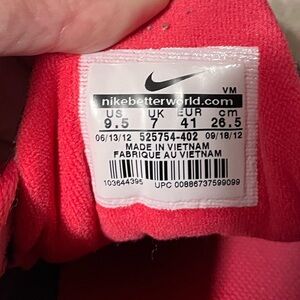 VM
nikebetterworld.com
US UK EUR cm
9.5 7 41 26.5
06/13/12 525754-402 09/18/12
MADE IN VIETNAM
FABRIQUE AU VIETNAM
103644395 UPC 00886737599099